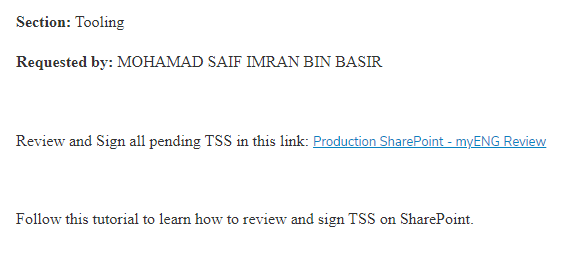 Section: Tooling
Requested by: MOHAMAD SAIF IMRAN BIN BASIR
Review and Sign all pending TSS in this link: Production SharePoint - myENG Review
Follow this tutorial to learn how to review and sign TSS on SharePoint.